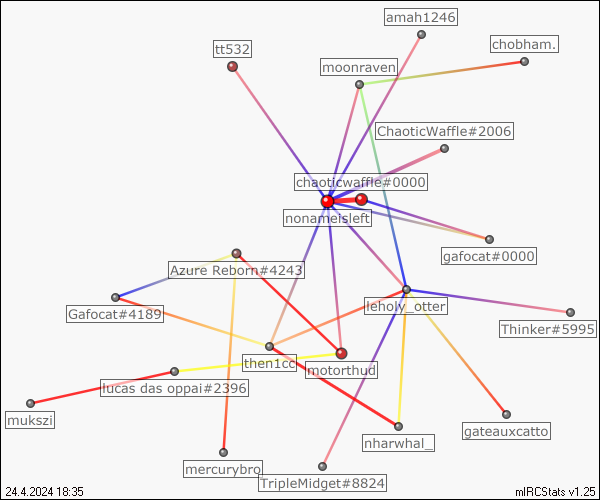 amah1246
chobham.
tt532
moonraven
ChaoticWaffle#2006
chaoticwaffle#0000
nonameisleft
gafocat#0000
Azure Reborn#4243
leholy_otter
Gafocat#4189
Thinker#5995
then1cc
motorthud
lucas das oppai#2396
mukszi
gateauxcatto
nharwhal_
mercurybro
TripleMidget#8824
24.4.2024 18:35
mIRCStats v1.25